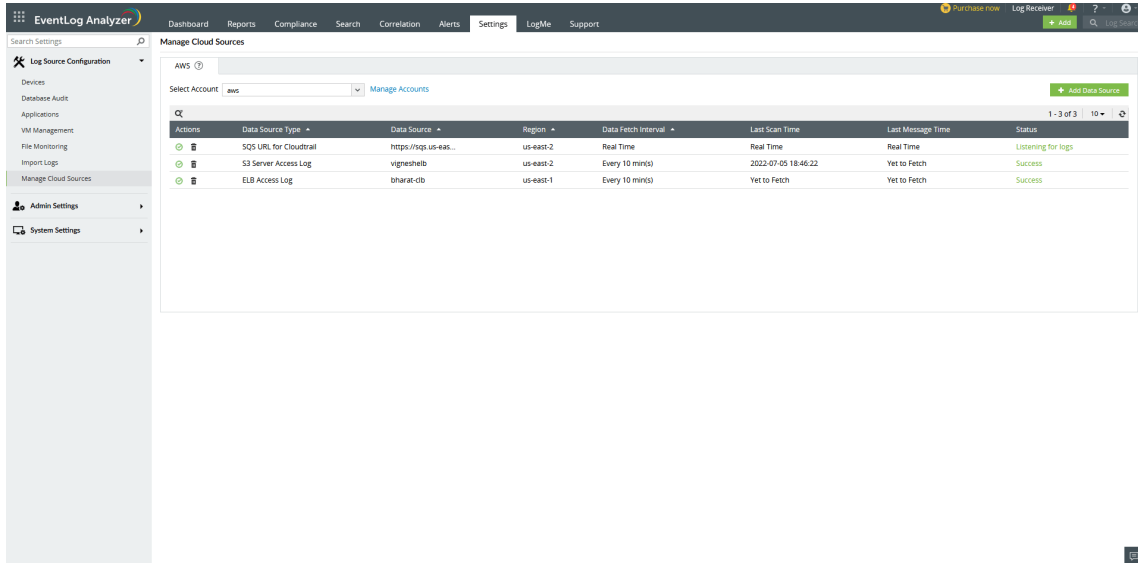 Purchase now Log Receiver ?
EventLog Analyzer
Dashboard Reports Compliance Search Correlation Alerts Settings LogMe Support
+ Add Log Search
Search Settings
Manage Cloud Sources
Log Source Configuration
AWS ?
Devices
Select Account aws Manage Accounts
+ Add Data Source
Database Audit
Applications
1 - 3 of 3 10
VM Management
Actions Data Source Type Data Source Region Data Fetch Interval Last Scan Time Last Message Time Status
File Monitoring
SQS URL for Cloudtrail https://sqs.us-eas... us-east-2 Real Time Real Time Real Time Listening for logs
Import Logs
S3 Server Access Log vigneshelb us-east-2 Every 10 min(s) 2022-07-05 18:46:22 Yet to Fetch Success
Manage Cloud Sources
ELB Access Log bharat-clb us-east-1 Every 10 min(s) Yet to Fetch Yet to Fetch Success
Admin Settings
System Settings